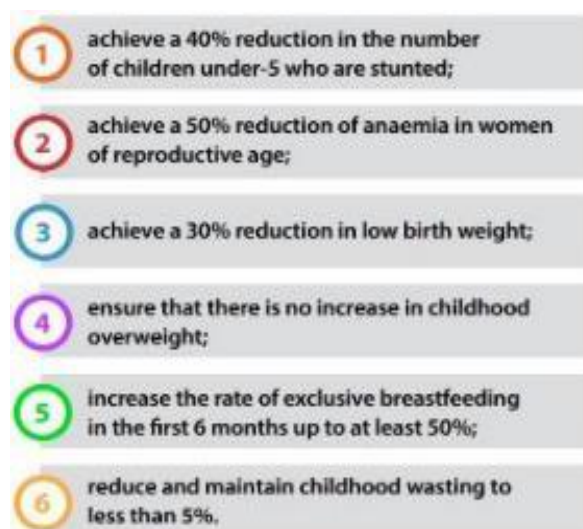 1
achieve a 40% reduction in the number
of children under-5 who are stunted;
2
achieve a 50% reduction of anaemia in women
of reproductive age;
3
achieve a 30% reduction in low birth weight;
4
ensure that there is no increase in childhood
overweight;
5
increase the rate of exclusive breastfeeding
in the first 6 months up to at least 50%;
6
reduce and maintain childhood wasting to
less than 5%.